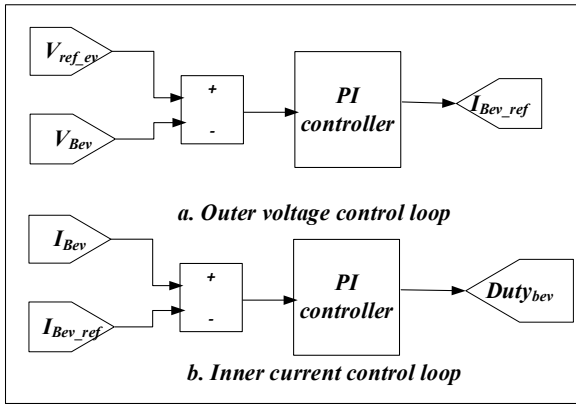 V_ref_ev
+
-
V_Bev
PI
controller
I_Bev_ref
a. Outer voltage control loop
I_Bev
+
-
I_Bev_ref
PI
controller
Duty_bev
b. Inner current control loop